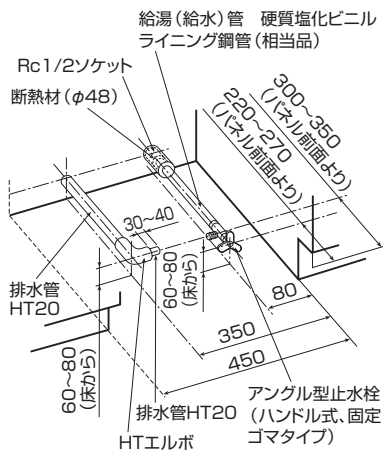 給湯(給水)管 硬質塩化ビニル
ライニング鋼管(相当品)
Rc1/2ソケット
断熱材(φ48)
300〜350
(パネル前面より)
220〜270
(パネル前面より)
30〜40
排水管
HT20
60〜80
(床から)
80
350
450
60〜80
(床から)
排水管HT20
HTエルボ
アングル型止水栓
(ハンドル式、固定
ゴマタイプ)